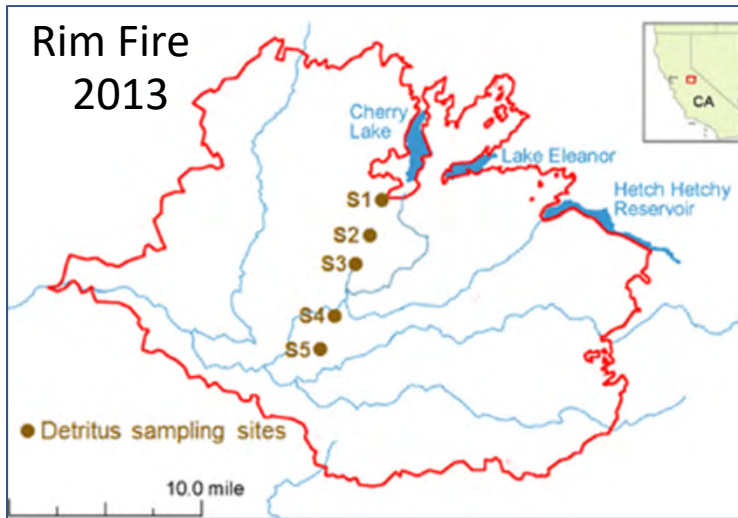 Rim Fire
2013
CA
Cherry
Lake
Lake Eleanor
Hetch Hetchy
Reservoir
S1
S2
S3
S4
S5
Detritus sampling sites
10.0 mile